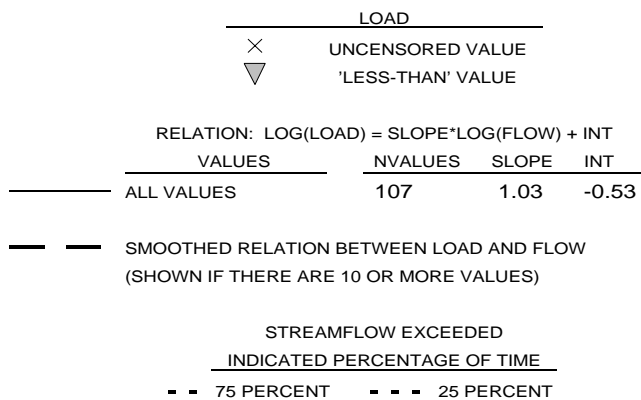 LOAD
UNCENSORED VALUE
'LESS-THAN' VALUE
RELATION: LOG(LOAD) = SLOPE*LOG(FLOW) + INT
VALUES NVALUES SLOPE INT
ALL VALUES 107 1.03 -0.53
SMOOTHED RELATION BETWEEN LOAD AND FLOW
(SHOWN IF THERE ARE 10 OR MORE VALUES)
STREAMFLOW EXCEEDED
INDICATED PERCENTAGE OF TIME
75 PERCENT 25 PERCENT